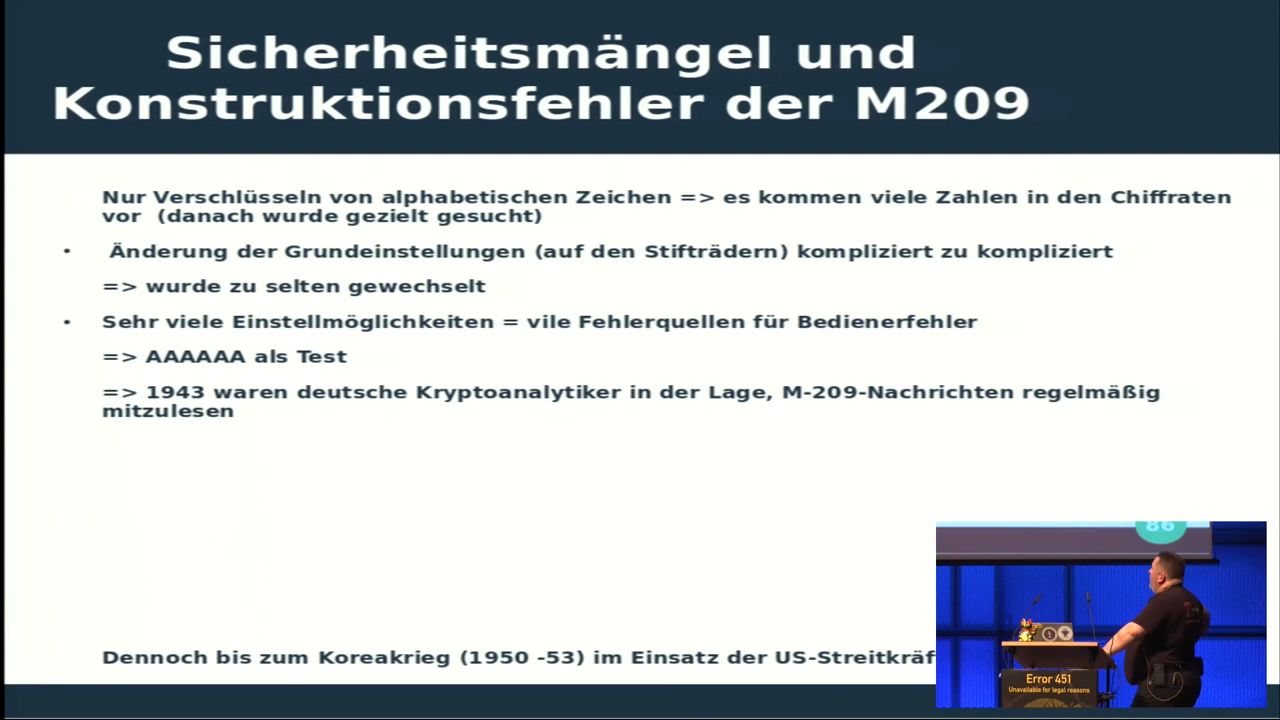 Sicherheitsmängel und
Konstruktionsfehler der M209
Nur Verschlüsseln von alphabetischen Zeichen => es kommen viele Zahlen in den Chiffraten
vor (danach wurde gezielt gesucht)
• Änderung der Grundeinstellungen (auf den Stifträdern) kompliziert zu kompliziert
=> wurde zu selten gewechselt
• Sehr viele Einstellmöglichkeiten = vile Fehlerquellen für Bedienerfehler
=> AAAAAA als Test
=> 1943 waren deutsche Kryptoanalytiker in der Lage, M-209-Nachrichten regelmäßig
mitzulesen
Dennoch bis zum Koreakrieg (1950 -53) im Einsatz der US-Streitkräf
86
Error 451
Unavailable for legal reasons